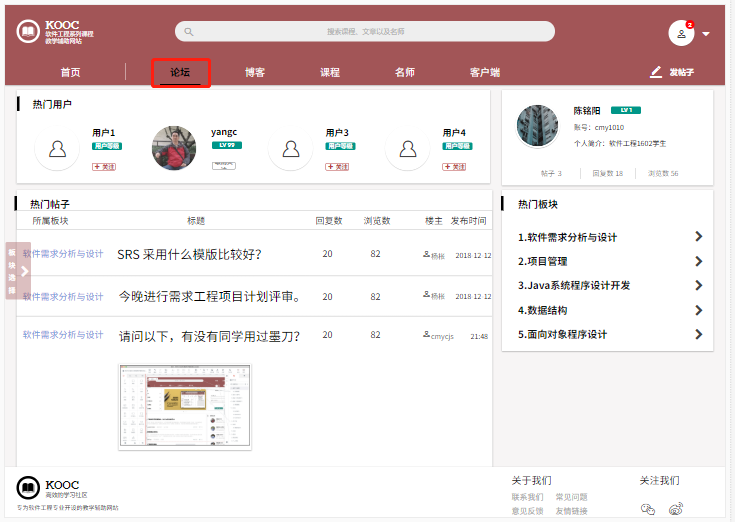 KOOC
软件工程系列课程
教学辅助网站
搜索课程、文章以及名师
2
首页
论坛
博客
课程
名师
客户端
发帖子
热门用户
用户1
用户等级
+ 关注
yangc
LV 99
用户3
用户等级
+ 关注
用户4
用户等级
+ 关注
陈铭阳
LV 1
账号：cmy1010
个人简介：软件工程1602学生
帖子 3
回复数 18
浏览数 56
热门帖子
所属板块 标题 回复数 浏览数 楼主 发布时间
软件需求分析与设计 SRS 采用什么模版比较好？ 20 82 杨枨 2018-12-12
软件需求分析与设计 今晚进行需求工程项目计划评审。 20 82 杨枨 2018-12-12
软件需求分析与设计 请问以下，有没有同学用过墨刀？ 20 82 cmycjs 21:48
板块选择
热门板块
1.软件需求分析与设计
2.项目管理
3.Java系统程序设计开发
4.数据结构
5.面向对象程序设计
KOOC
高效的学习社区
5为软件工程5业开设的教学辅助网站
关于我们
联系我们 常见问题
意见反馈 友情链接
关注我们